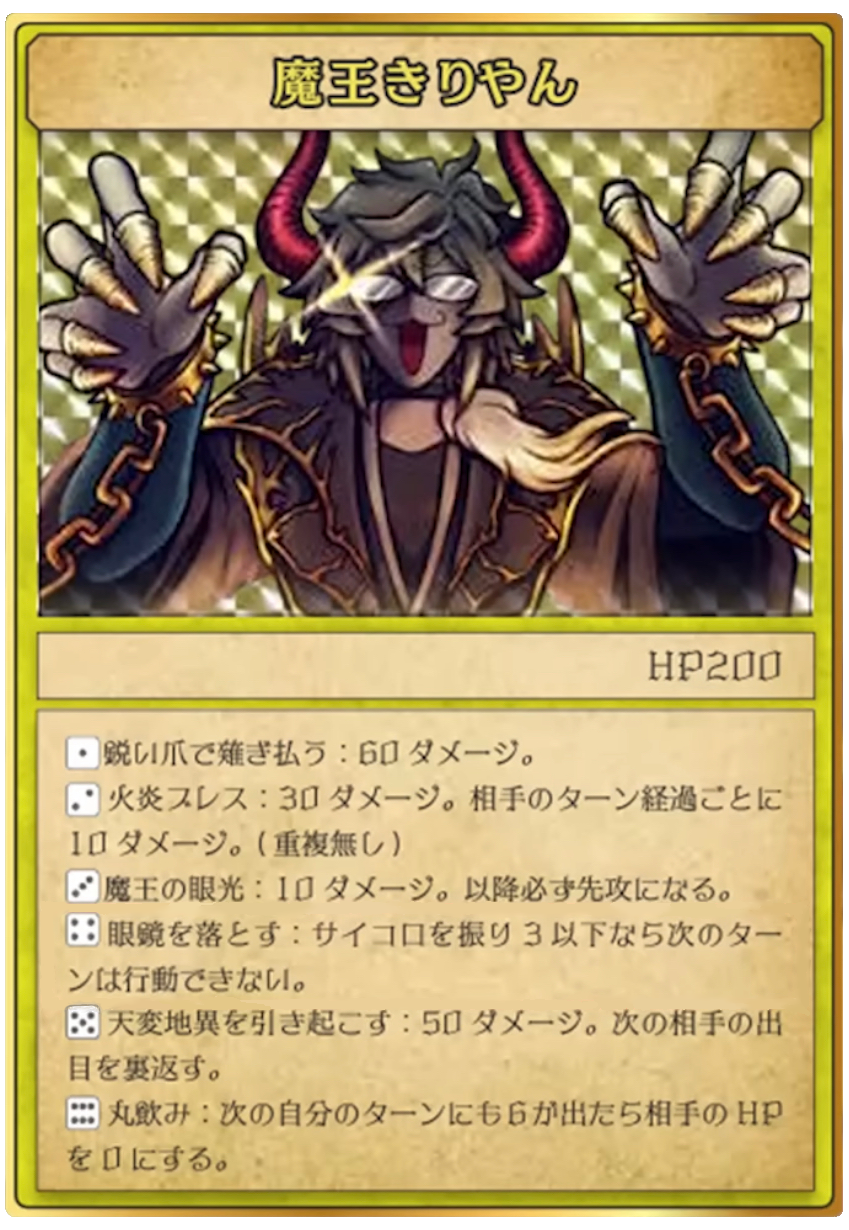 魔王きりやん
HP200
鋭い爪で薙ぎ払う：60ダメージ。
火炎ブレス：30ダメージ。相手のターン経過ごとに
10ダメージ。(重複無し)
魔王の眼光：10ダメージ。以降必ず先攻になる。
眼鏡を落とす：サイコロを振り3以下なら次のター
ンは行動できない。
天変地異を引き起こす：50ダメージ。次の相手の出
目を裏返す。
丸飲み：次の自分のターンにも6が出たら相手のHP
を0にする。